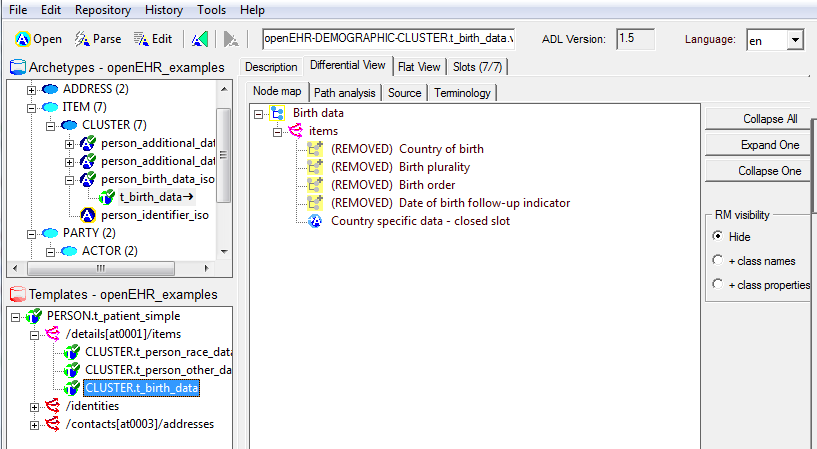 File Edit Repository History Tools Help
Open Parse Edit openEHR-DEMOGRAPHIC-CLUSTER.t_birth_data.v ADL Version: 1.5 Language: en
Archetypes - openEHR_examples
ADDRESS (2)
ITEM (7)
CLUSTER (7)
person_additional_dat
person_additional_dat
person_birth_data_iso
t_birth_data→
person_identifier_iso
PARTY (2)
ACTOR (2)
Templates - openEHR_examples
PERSON.t_patient_simple
/details[at0001]/items
CLUSTER.t_person_race_data
CLUSTER.t_person_other_da
CLUSTER.t_birth_data
/identities
/contacts[at0003]/addresses
Description Differential View Flat View Slots (7/7)
Node map Path analysis Source Terminology
Birth data
items
(REMOVED) Country of birth
(REMOVED) Birth plurality
(REMOVED) Birth order
(REMOVED) Date of birth follow-up indicator
Country specific data - closed slot
Collapse All
Expand One
Collapse One
RM visibility
Hide
+ class names
+ class properties